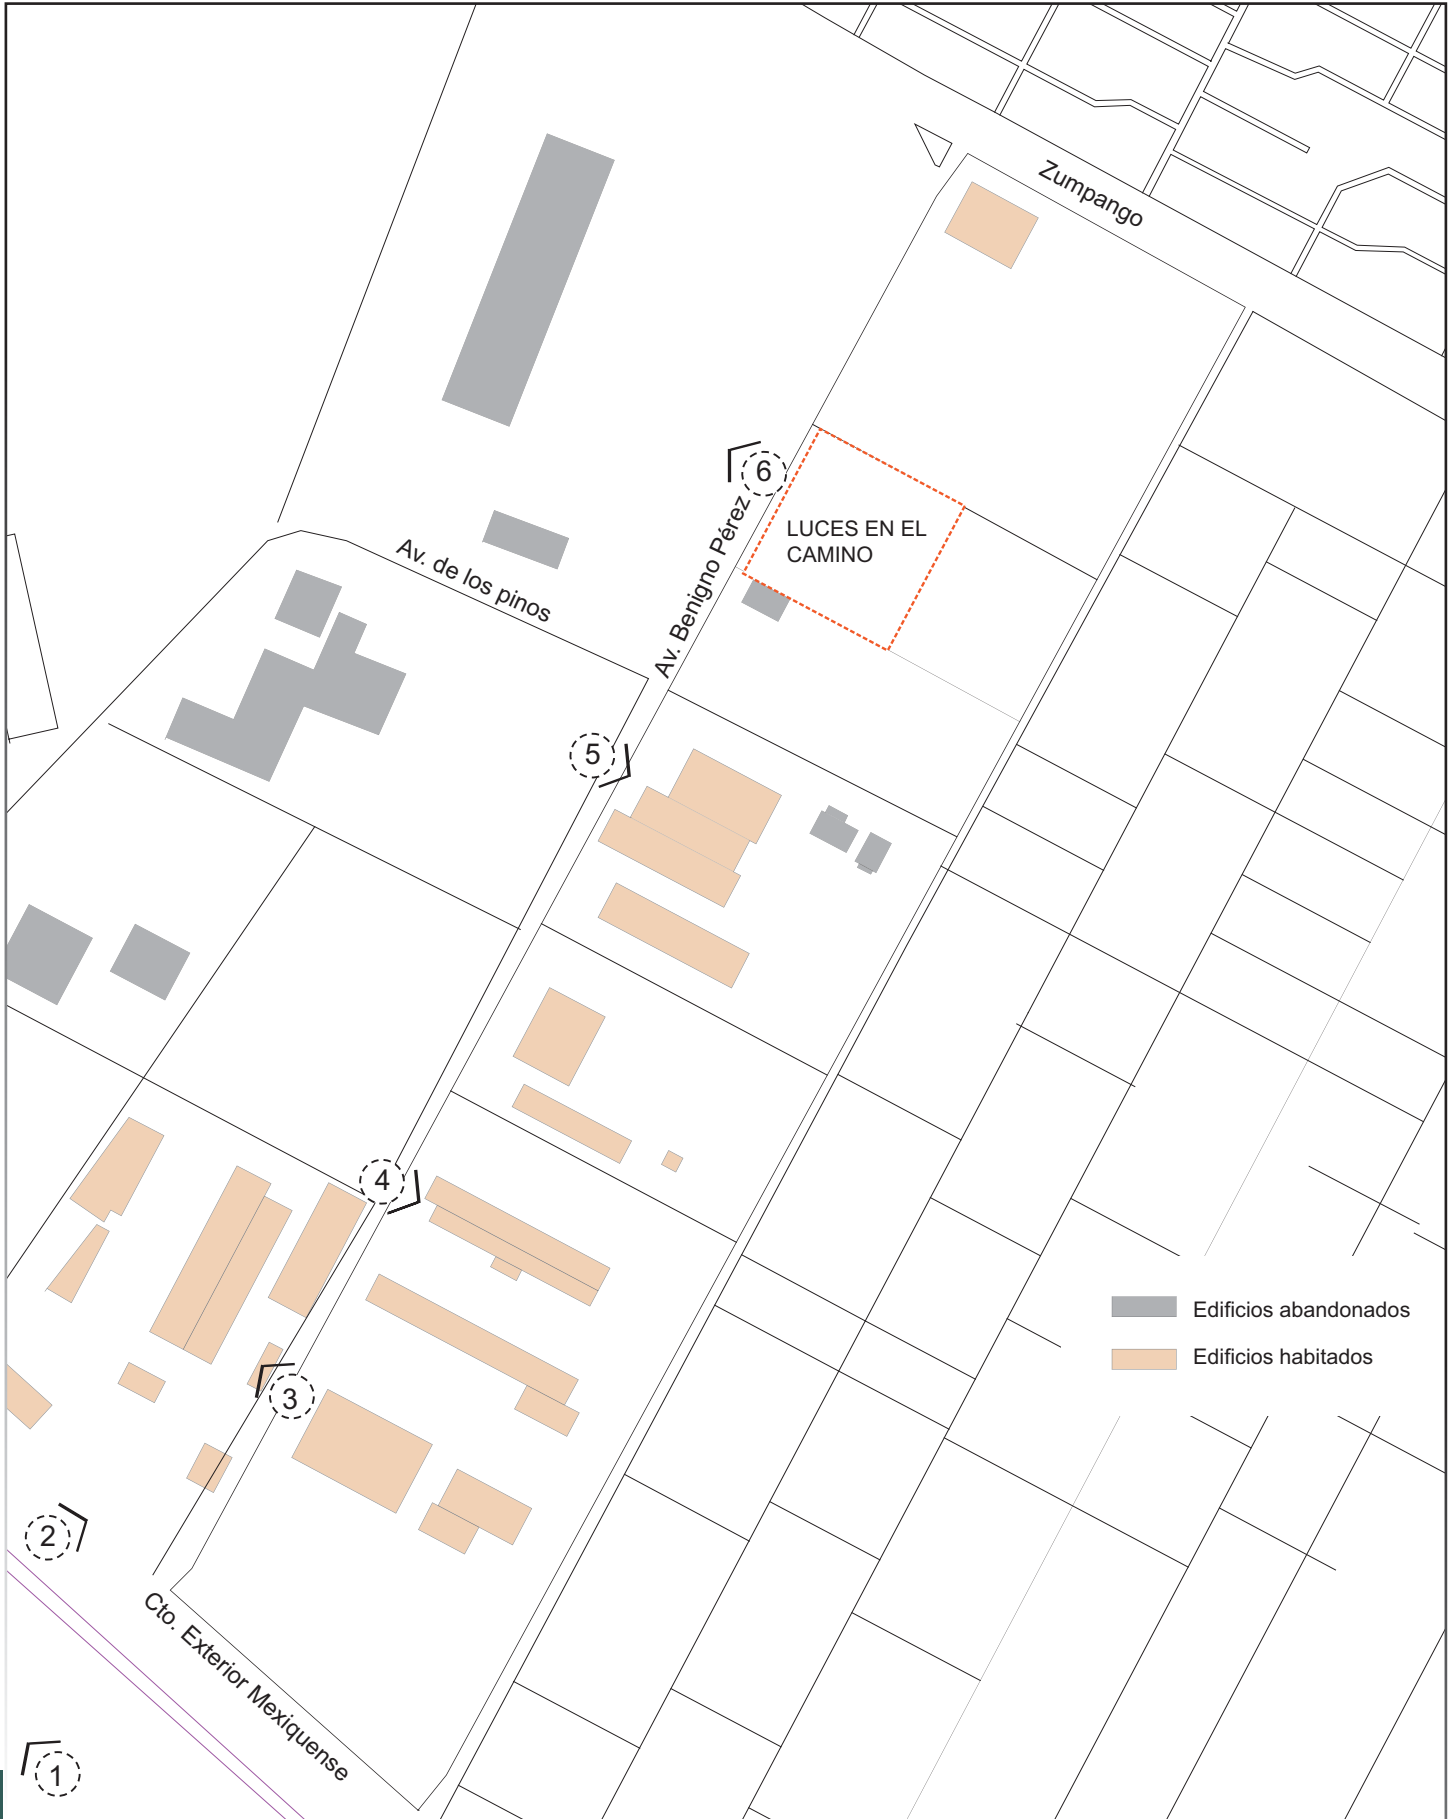 Zumpango
6
LUCES EN EL
CAMINO
Av. Benigno Pérez
Av. de los pinos
5
4
Edificios abandonados
Edificios habitados
3
2
Cto. Exterior Mexiquense
1